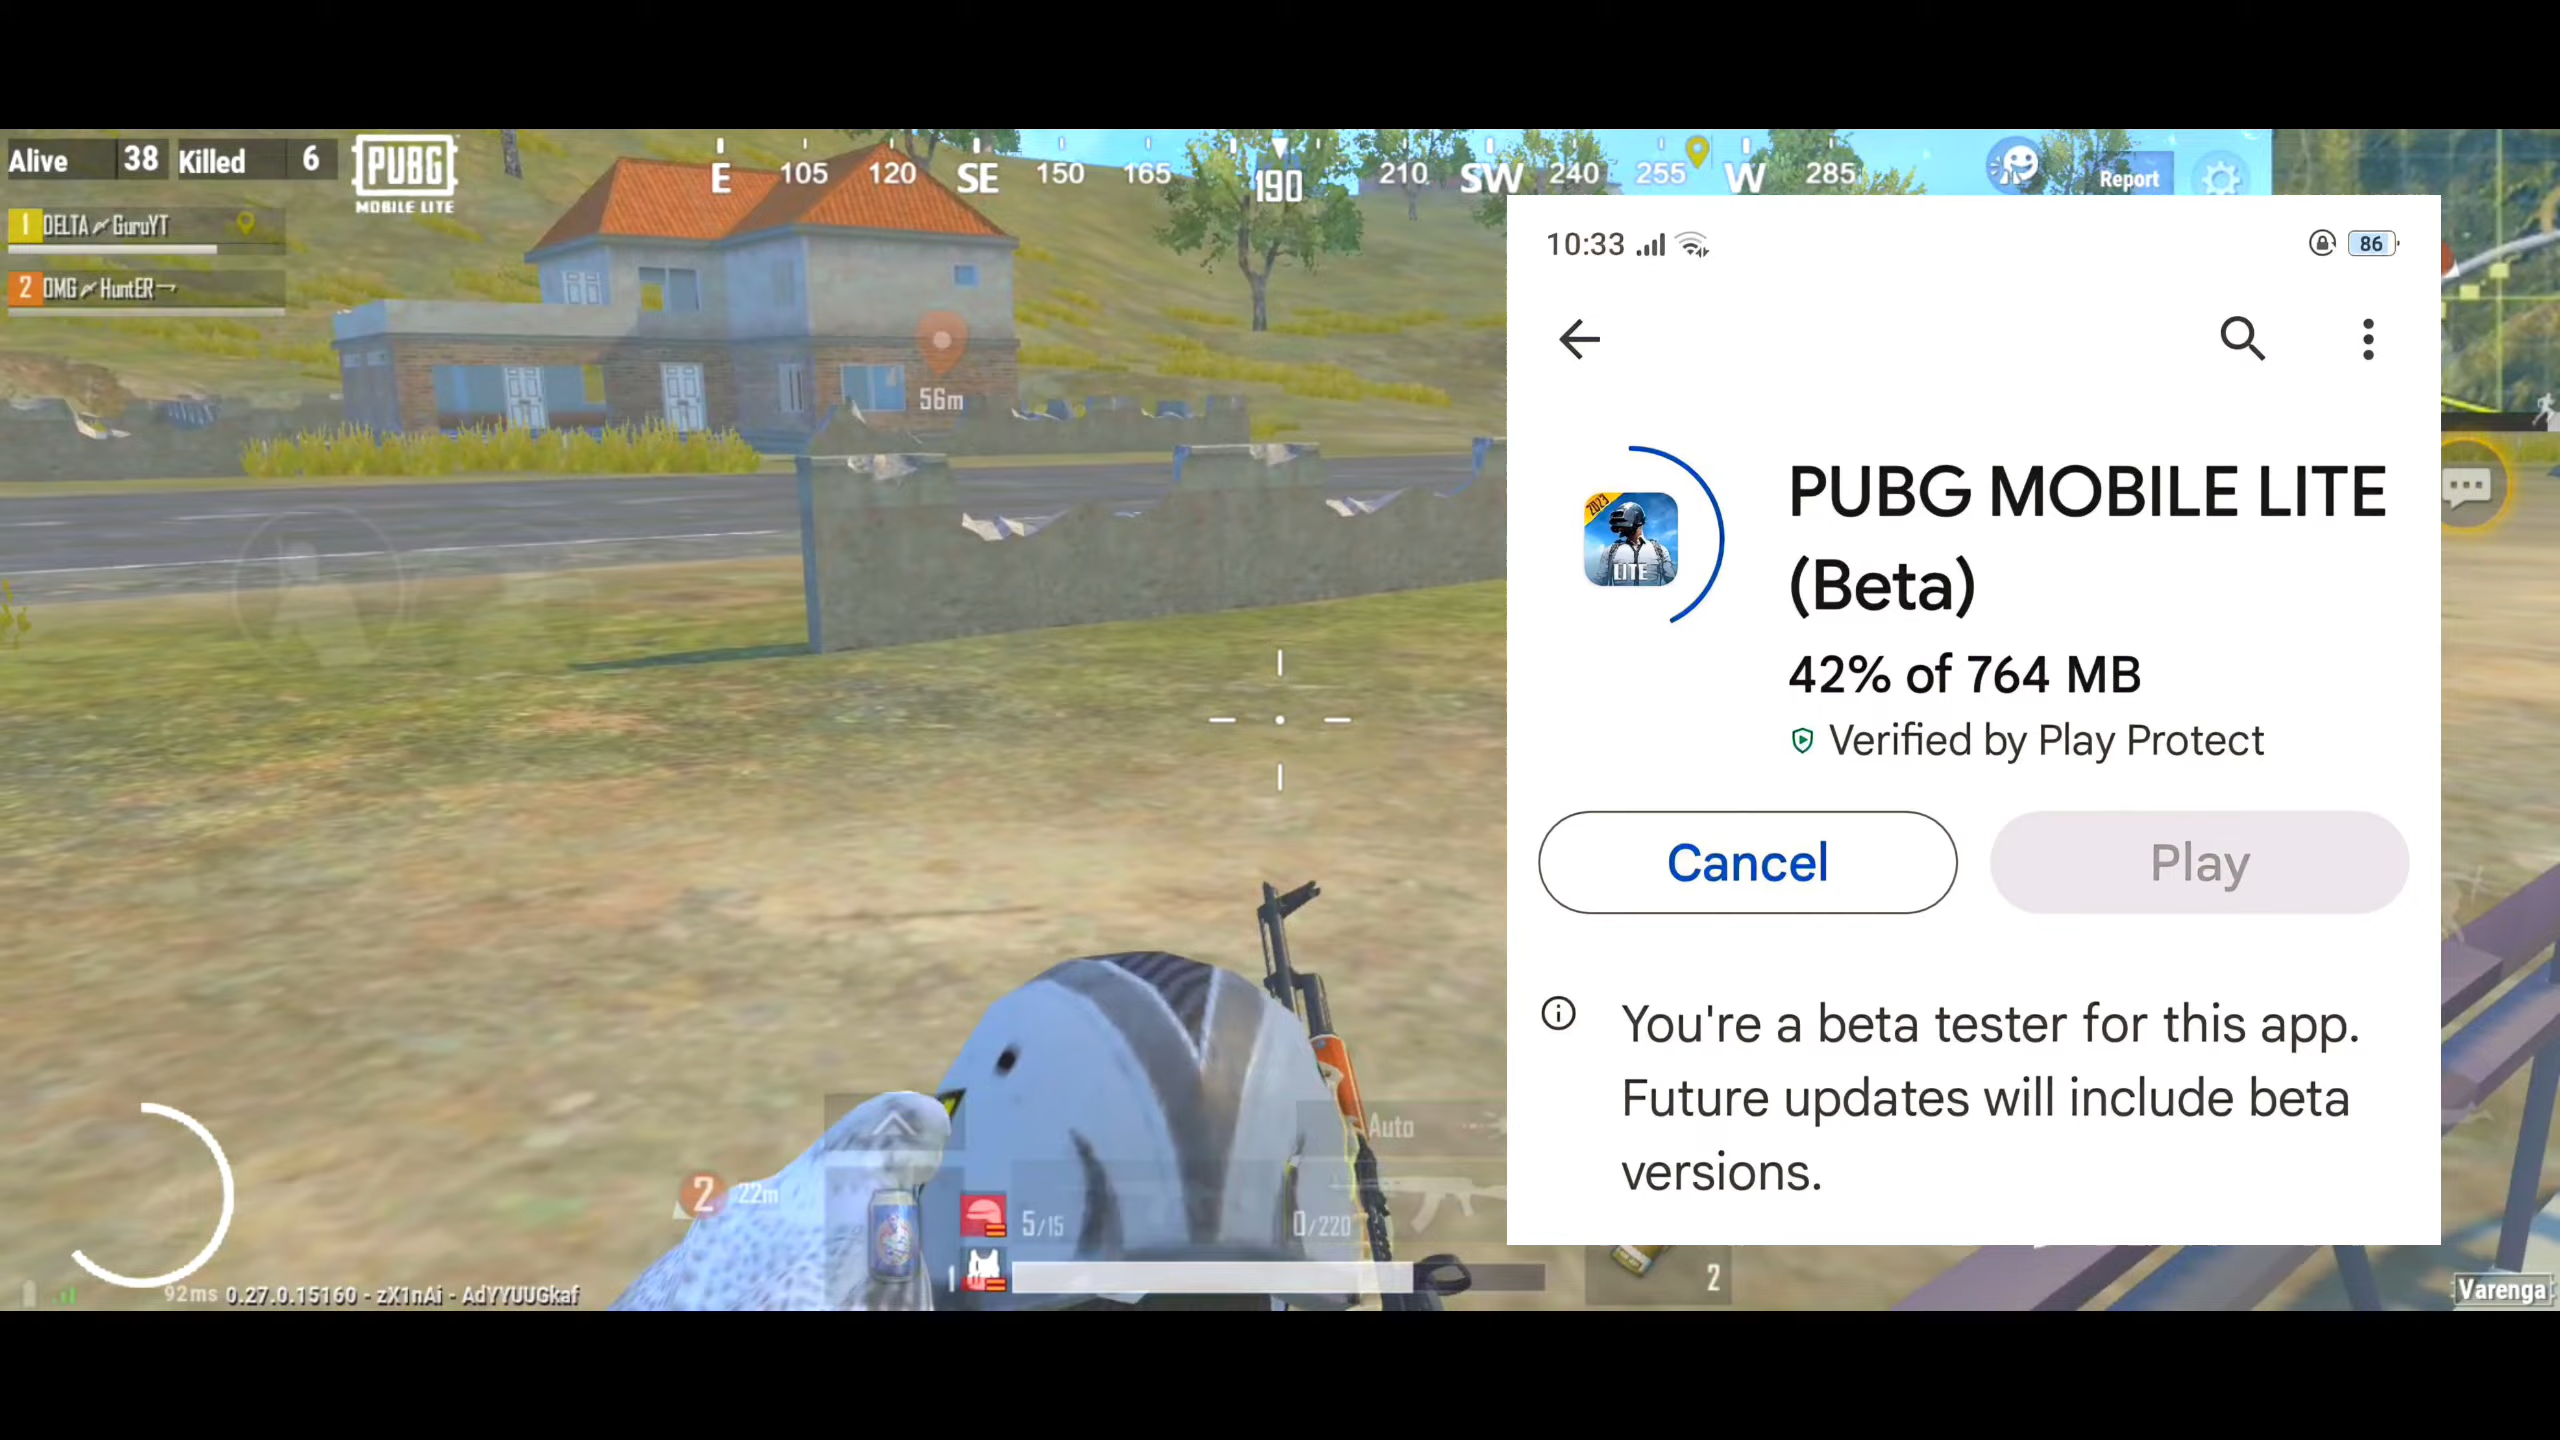 Alive 38 Killed 6
PUBG
MOBILE LITE
E 105 120 SE 150 165 190 210 SW 240 255 W 285
Report
1 DELTA GuruYT
2 OMG HuntER
56m
10:33
86
2023
LITE
PUBG MOBILE LITE
(Beta)
42% of 764 MB
Verified by Play Protect
Cancel
Play
You're a beta tester for this app.
Future updates will include beta
versions.
Auto
2 22m
5/15
0/220
1
2
92ms 0.27.0.15160 - zX1nAi - AdYYUUGkaf
Varenga